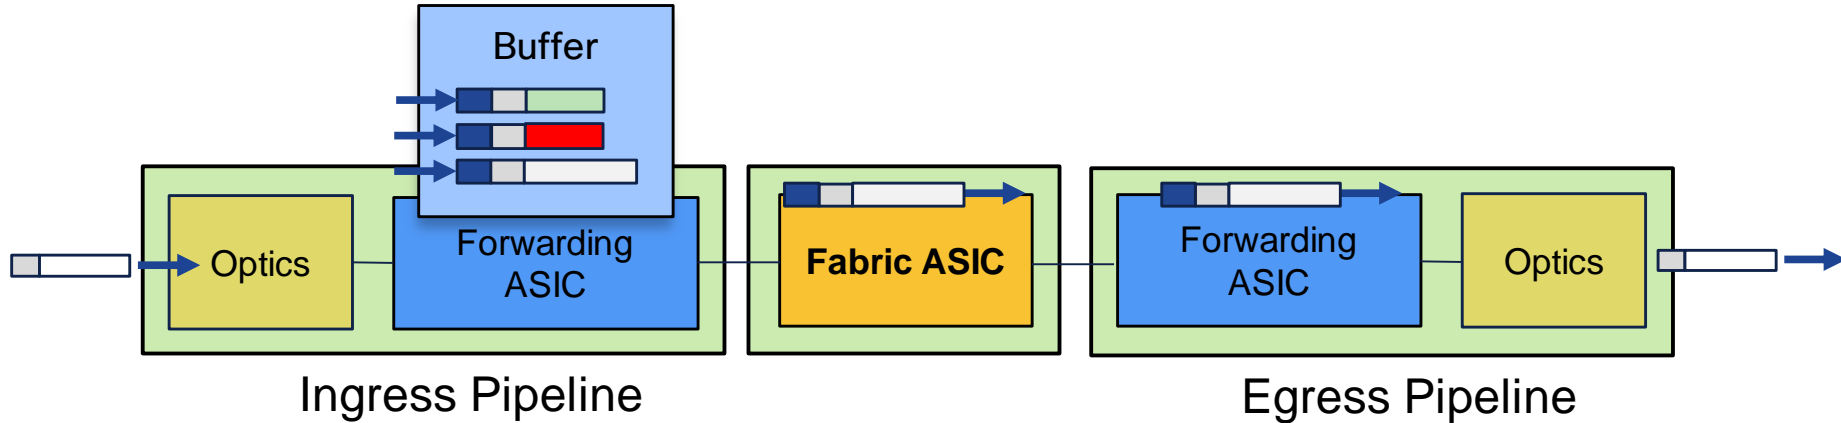 Buffer
Optics
Forwarding
ASIC
Fabric ASIC
Forwarding
ASIC
Optics
Ingress Pipeline
Egress Pipeline